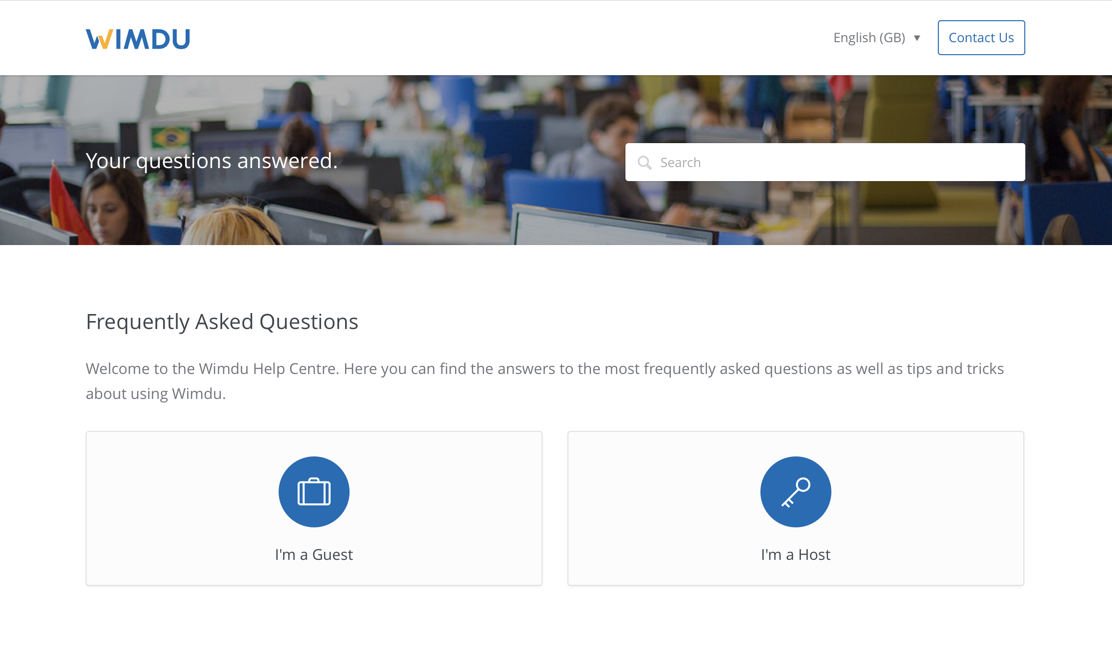 WIMDU
English (GB) ▼
Contact Us
Your questions answered.
Search
Frequently Asked Questions
Welcome to the Wimdu Help Centre. Here you can find the answers to the most frequently asked questions as well as tips and tricks
about using Wimdu.
I'm a Guest
I'm a Host